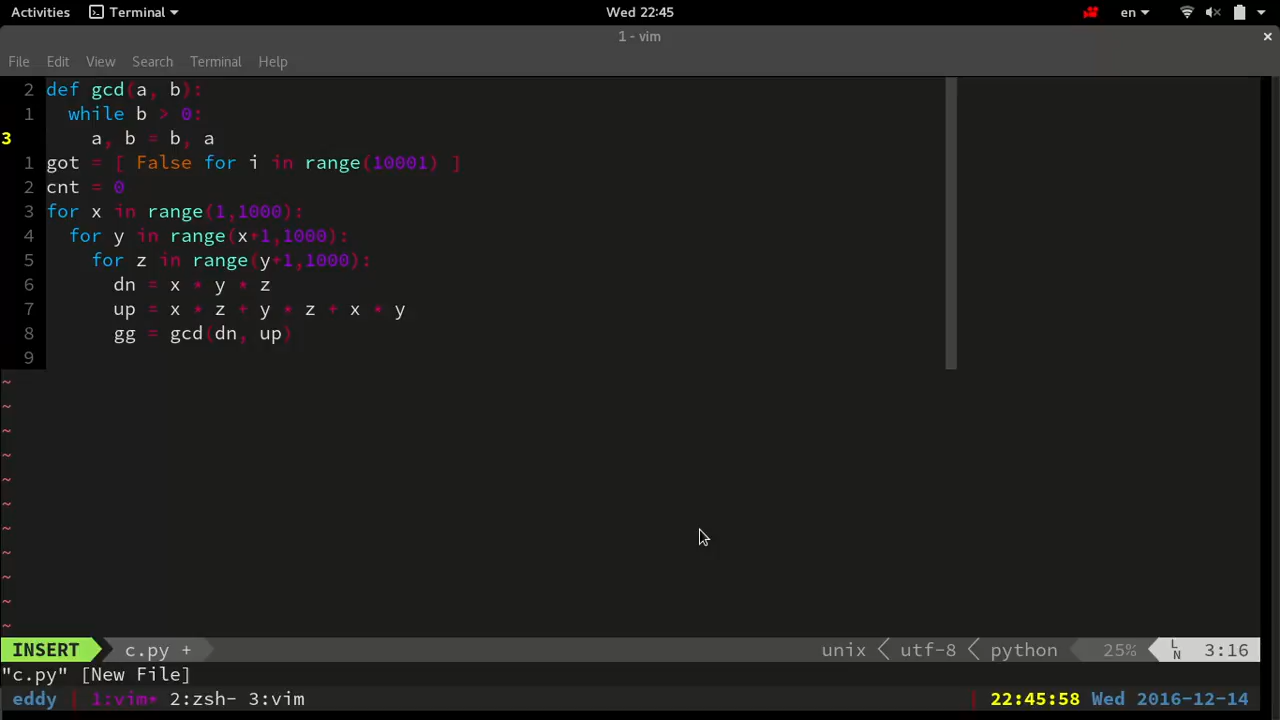 Activities Terminal Wed 22:45 en
1 - vim
File Edit View Search Terminal Help
2 def gcd(a, b):
1   while b > 0:
3     a, b = b, a
1 got = [ False for i in range(10001) ]
2 cnt = 0
3 for x in range(1,1000):
4   for y in range(x+1,1000):
5     for z in range(y+1,1000):
6       dn = x * y * z
7       up = x * z + y * z + x * y
8       gg = gcd(dn, up)
9
~
~
~
~
~
~
~
~
~
~
~
INSERT c.py + unix utf-8 python 25% LN 3:16
"c.py" [New File]
eddy 1:vim* 2:zsh- 3:vim 22:45:58 Wed 2016-12-14